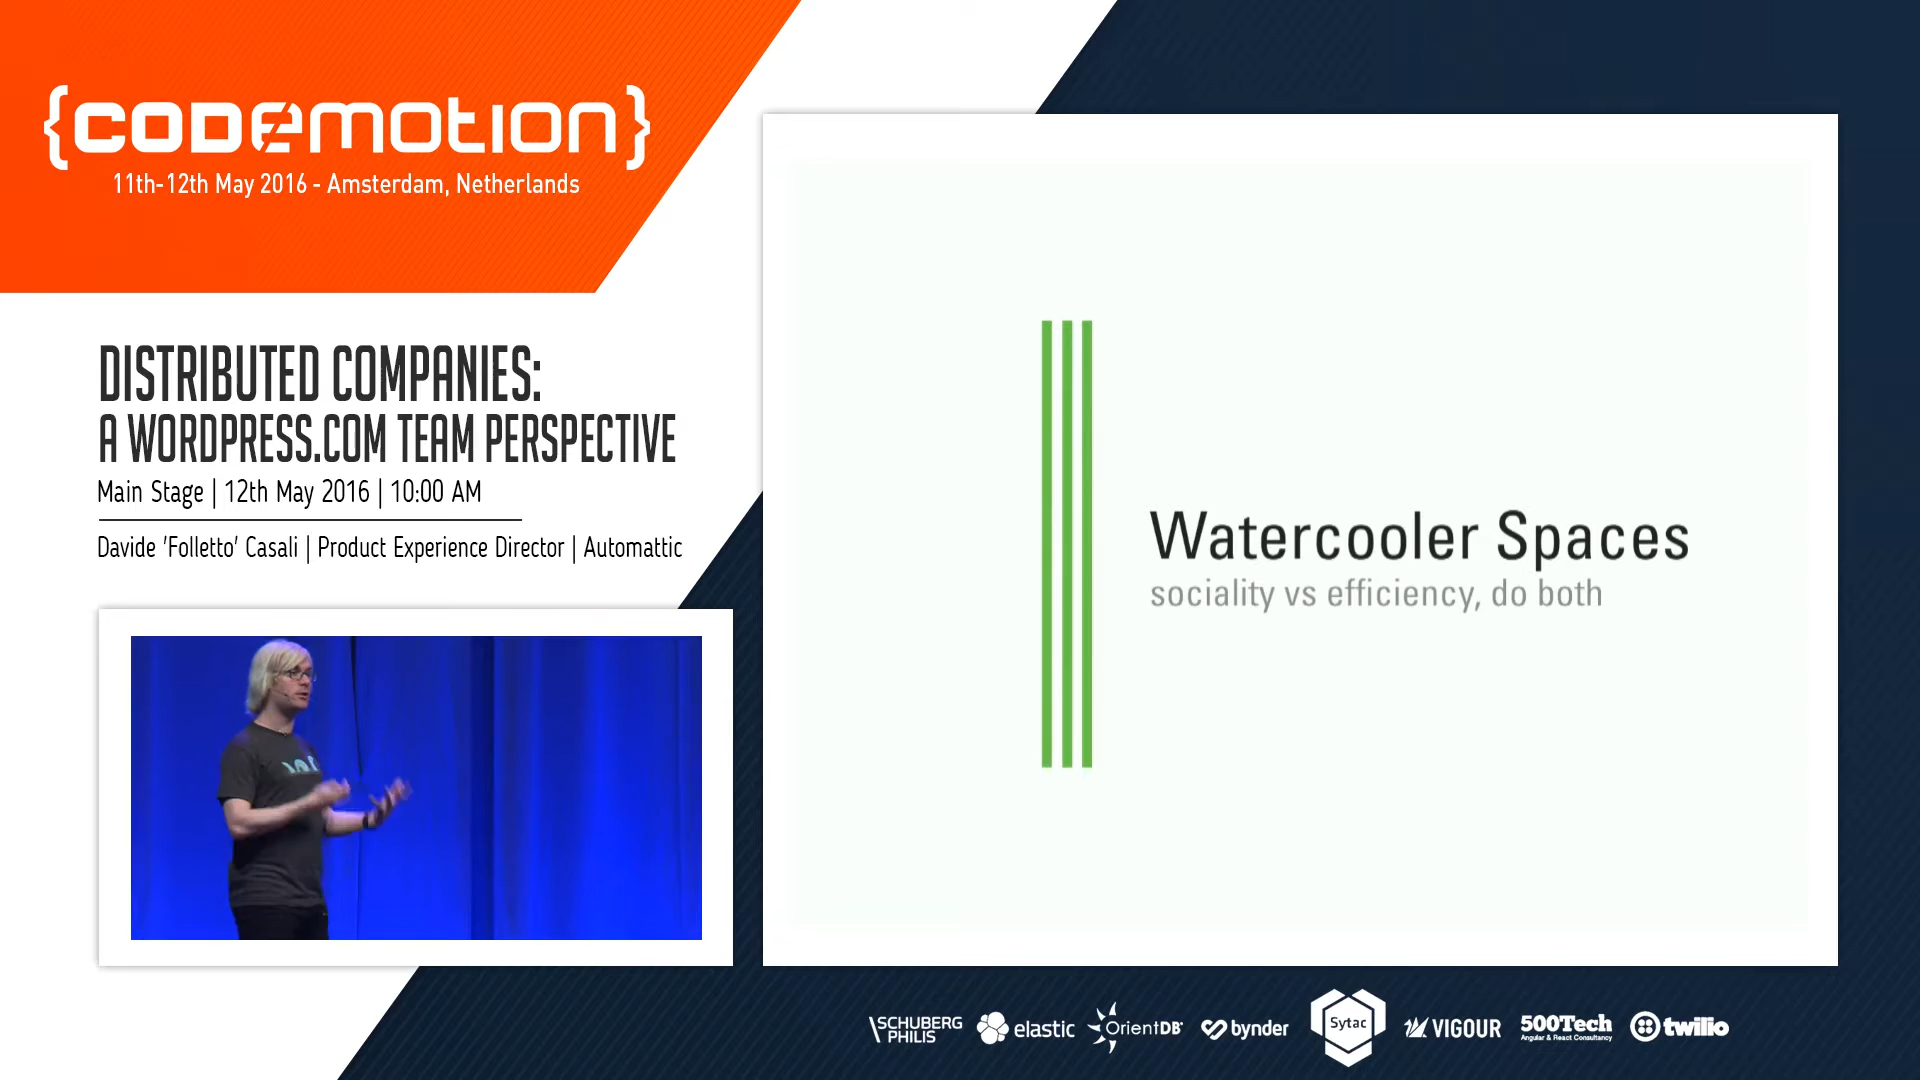 {CODEMOTION}
11th-12th May 2016 - Amsterdam, Netherlands
DISTRIBUTED COMPANIES:
A WORDPRESS.COM TEAM PERSPECTIVE
Main Stage | 12th May 2016 | 10:00 AM
Davide 'Folletto' Casali | Product Experience Director | Automattic
Watercooler Spaces
sociality vs efficiency, do both
SCHUBERG
PHILIS
elastic
OrientDB
bynder
Sytac
VIGOUR
500Tech
Angular & React Consultancy
twilio